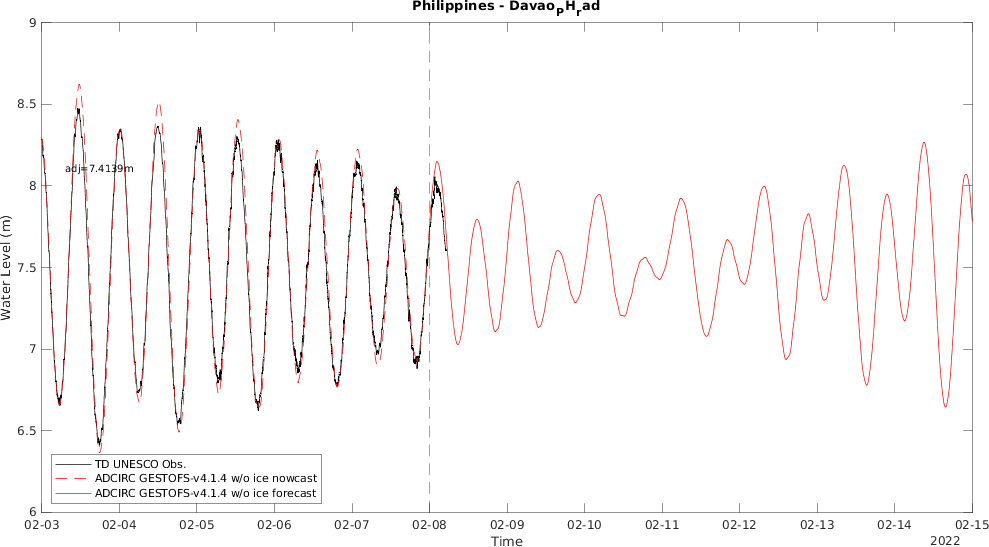 Philippines - DavaopHrad
9
8.5
8
7.5
7
6.5
6
Water Level (m)
adj=7.4139m
TD UNESCO Obs.
ADCIRC GESTOFS-v4.1.4 w/o ice nowcast
ADCIRC GESTOFS-v4.1.4 w/o ice forecast
02-03 02-04 02-05 02-06 02-07 02-08 02-09 02-10 02-11 02-12 02-13 02-14 02-15
Time
2022